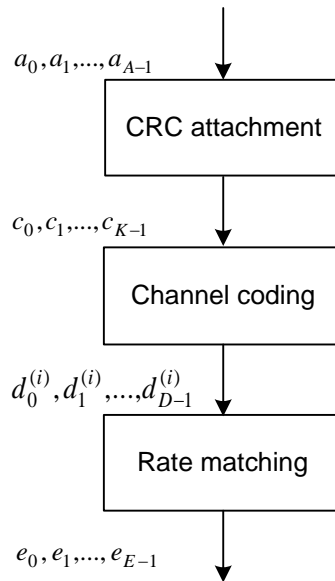 a_0, a_1,..., a_{A-1}
CRC attachment
c_0, c_1,..., c_{K-1}
Channel coding
d_0^{(i)}, d_1^{(i)},..., d_{D-1}^{(i)}
Rate matching
e_0, e_1,..., e_{E-1}